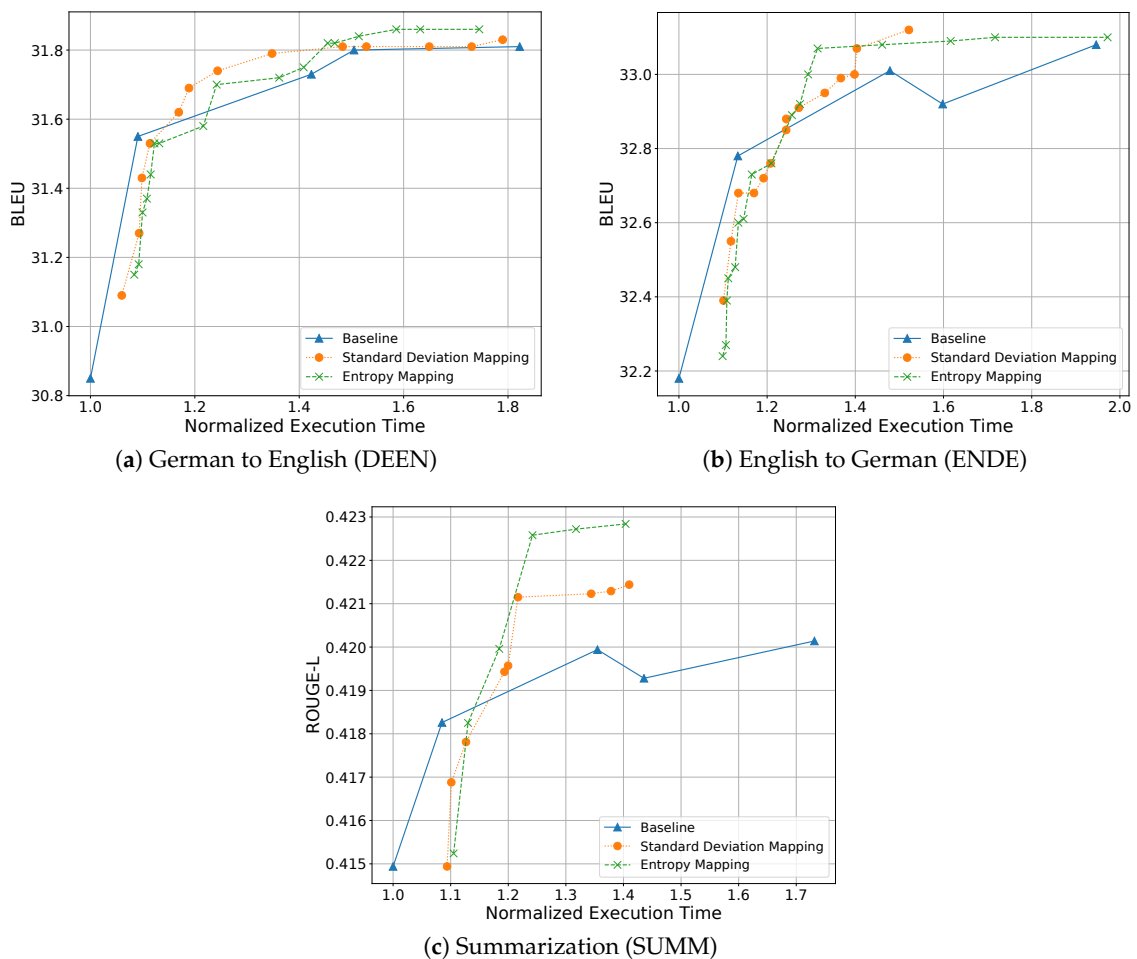 31.8
31.6
31.4
31.2
31.0
30.8
BLEU
1.0 1.2 1.4 1.6 1.8
Normalized Execution Time
Baseline
Standard Deviation Mapping
Entropy Mapping
(a) German to English (DEEN)
33.0
32.8
32.6
32.4
32.2
BLEU
1.0 1.2 1.4 1.6 1.8 2.0
Normalized Execution Time
Baseline
Standard Deviation Mapping
Entropy Mapping
(b) English to German (ENDE)
0.423
0.422
0.421
0.420
0.419
0.418
0.417
0.416
0.415
ROUGE-L
1.0 1.1 1.2 1.3 1.4 1.5 1.6 1.7
Normalized Execution Time
Baseline
Standard Deviation Mapping
Entropy Mapping
(c) Summarization (SUMM)